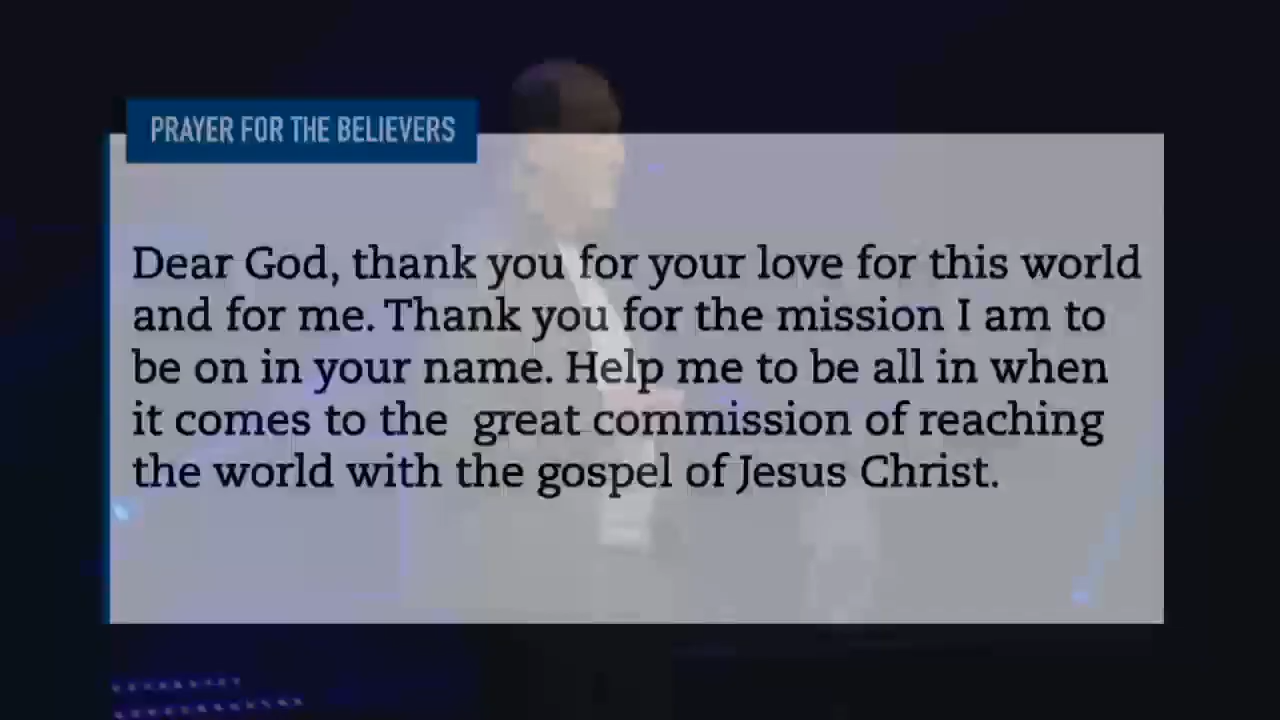 PRAYER FOR THE BELIEVERS
Dear God, thank you for your love for this world
and for me. Thank you for the mission I am to
be on in your name. Help me to be all in when
it comes to the great commission of reaching
the world with the gospel of Jesus Christ.